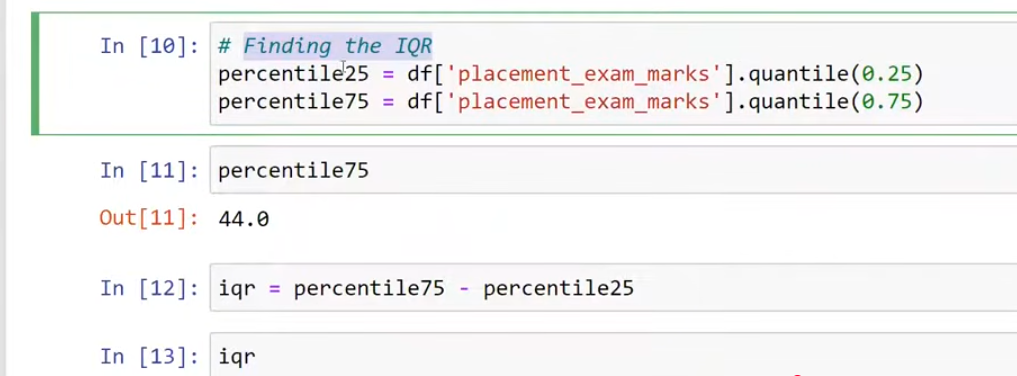 In [10]: # Finding the IQR
percentile25 = df['placement_exam_marks'].quantile(0.25)
percentile75 = df['placement_exam_marks'].quantile(0.75)
In [11]: percentile75
Out[11]: 44.0
In [12]: iqr = percentile75 - percentile25
In [13]: iqr